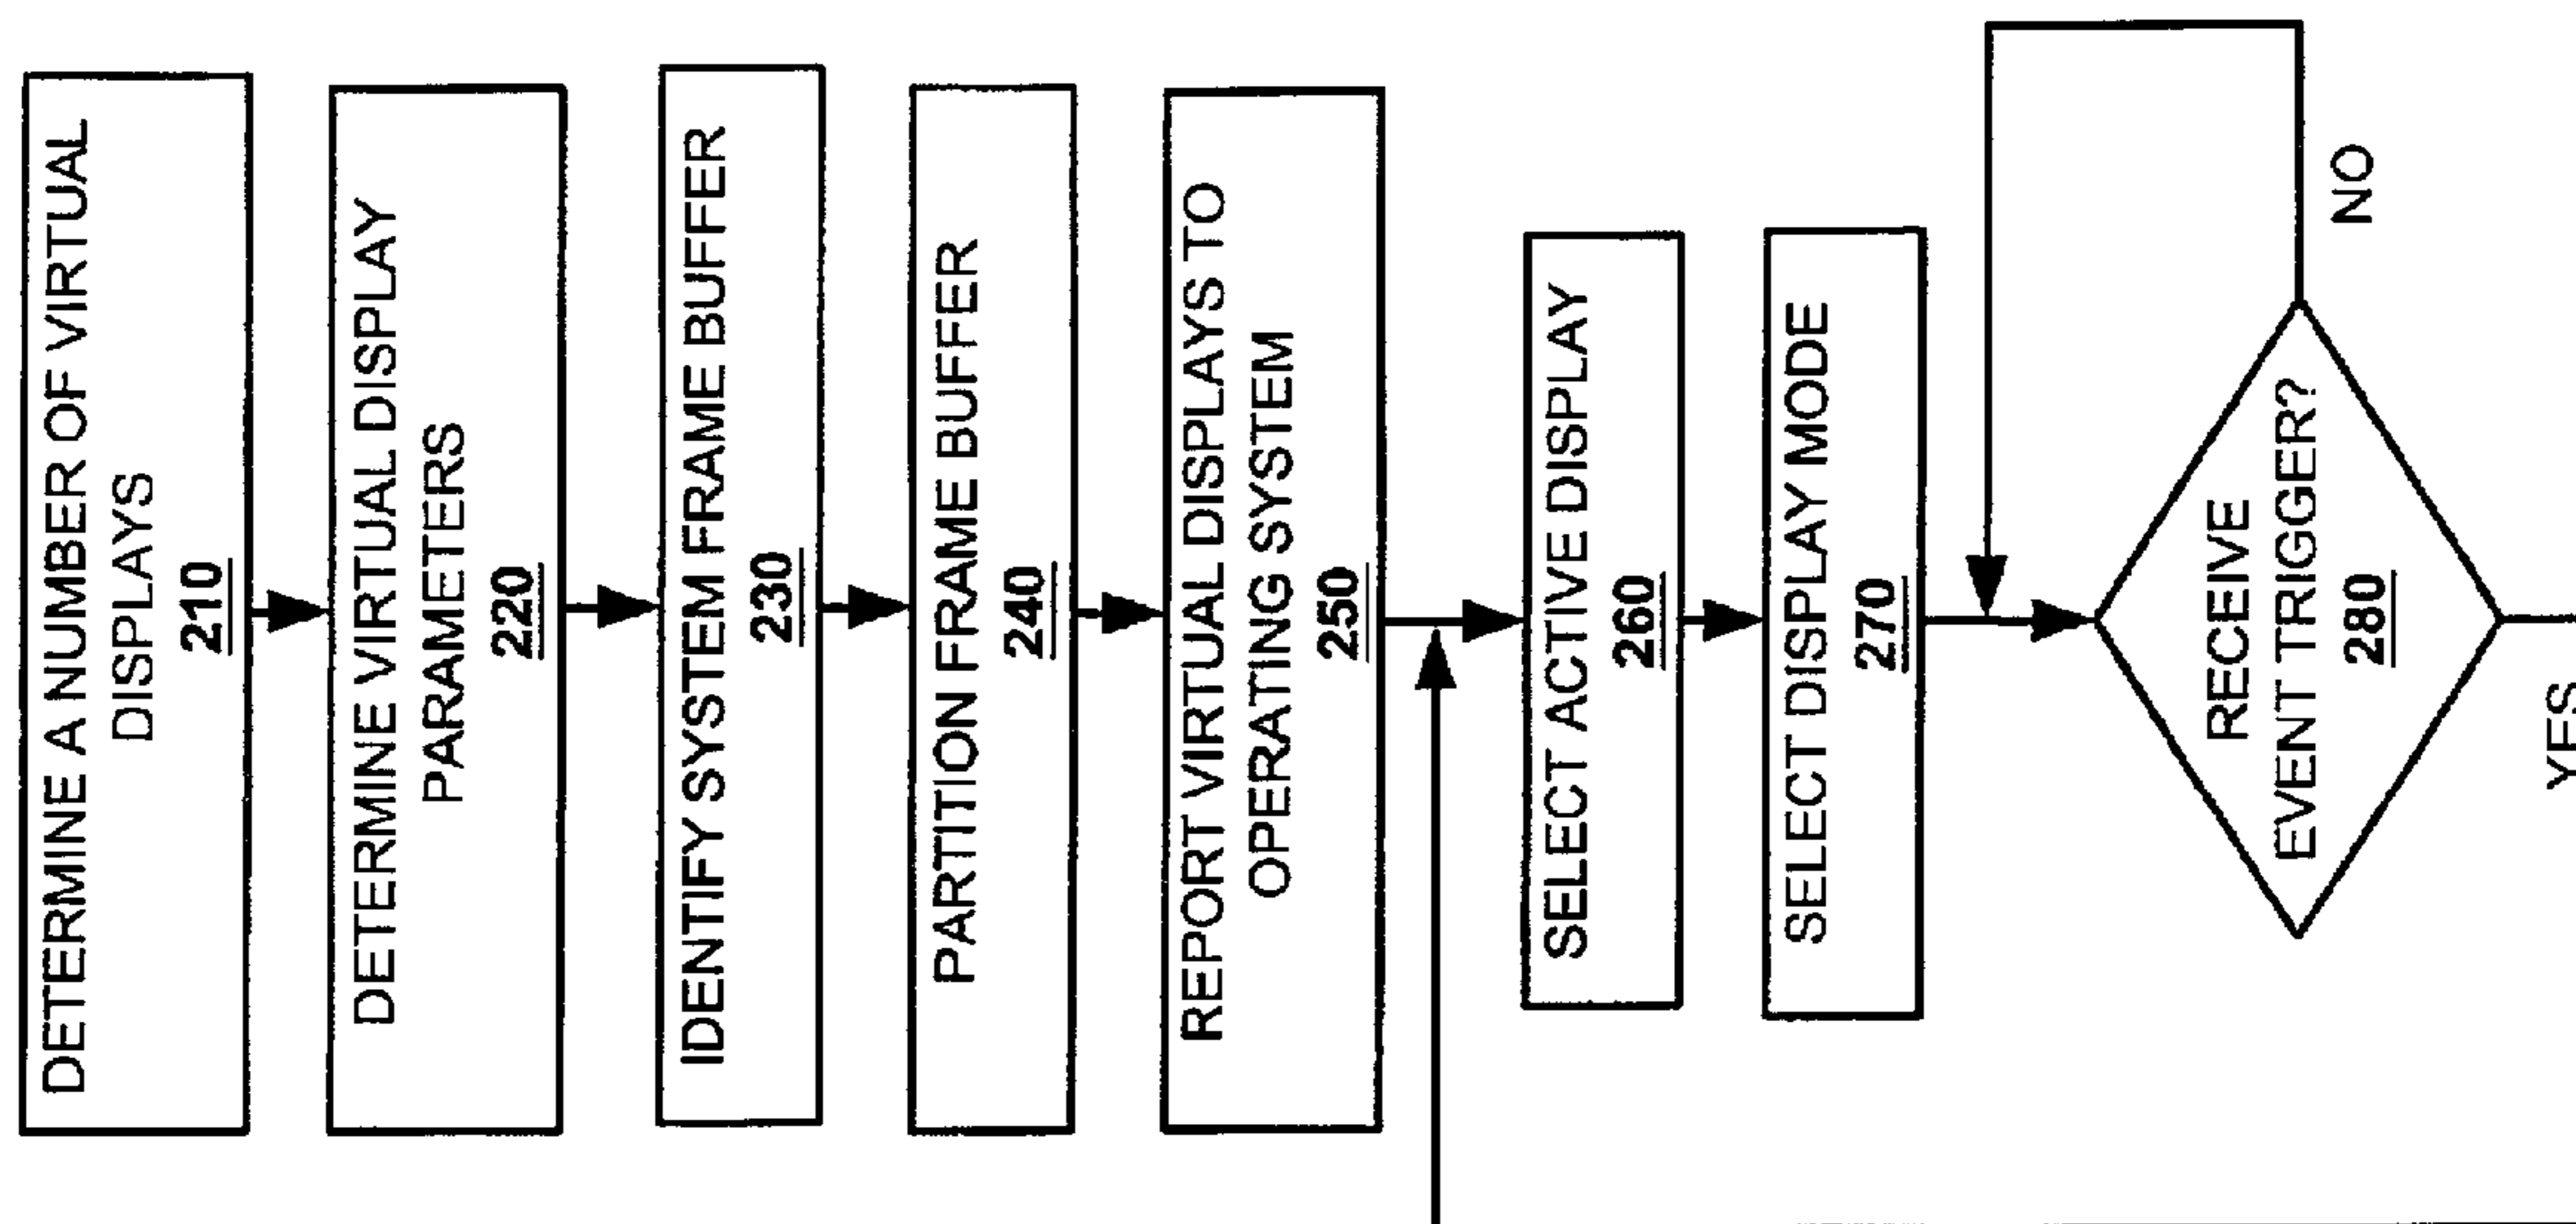 DETERMINE A NUMBER OF VIRTUAL
DISPLAYS
210
DETERMINE VIRTUAL DISPLAY
PARAMETERS
220
IDENTIFY SYSTEM FRAME BUFFER
230
PARTITION FRAME BUFFER
240
REPORT VIRTUAL DISPLAYS TO
OPERATING SYSTEM
250
SELECT ACTIVE DISPLAY
260
SELECT DISPLAY MODE
270
RECEIVE
EVENT TRIGGER?
280
NO
YES